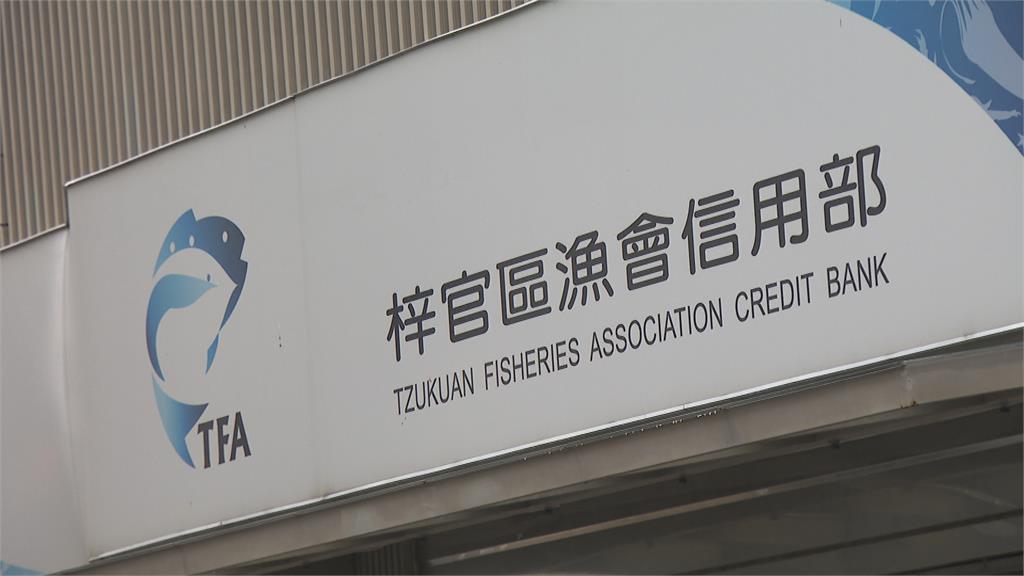 梓官區漁會信用部
TZUKUAN FISHERIES ASSOCIATION CREDIT BANK
TFA